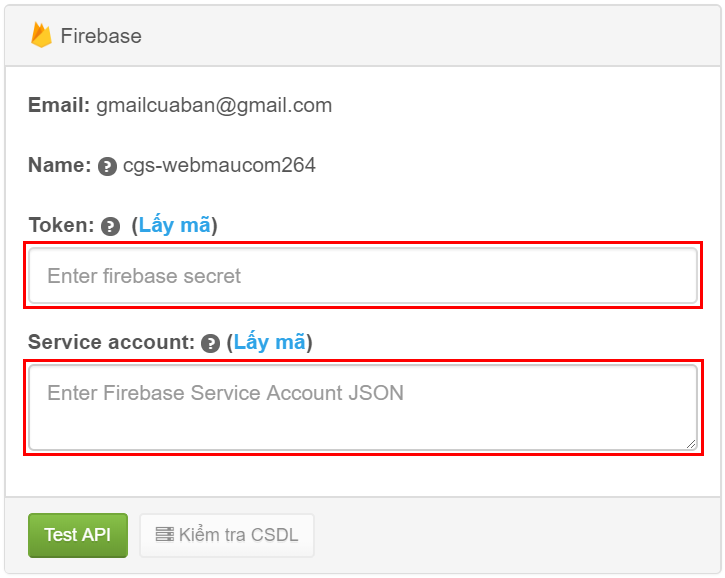 Firebase
Email: gmailcuaban@gmail.com
Name: ? cgs-webmaucom264
Token: ? (Lấy mã)
Enter firebase secret
Service account: ? (Lấy mã)
Enter Firebase Service Account JSON
Test API Kiểm tra CSDL